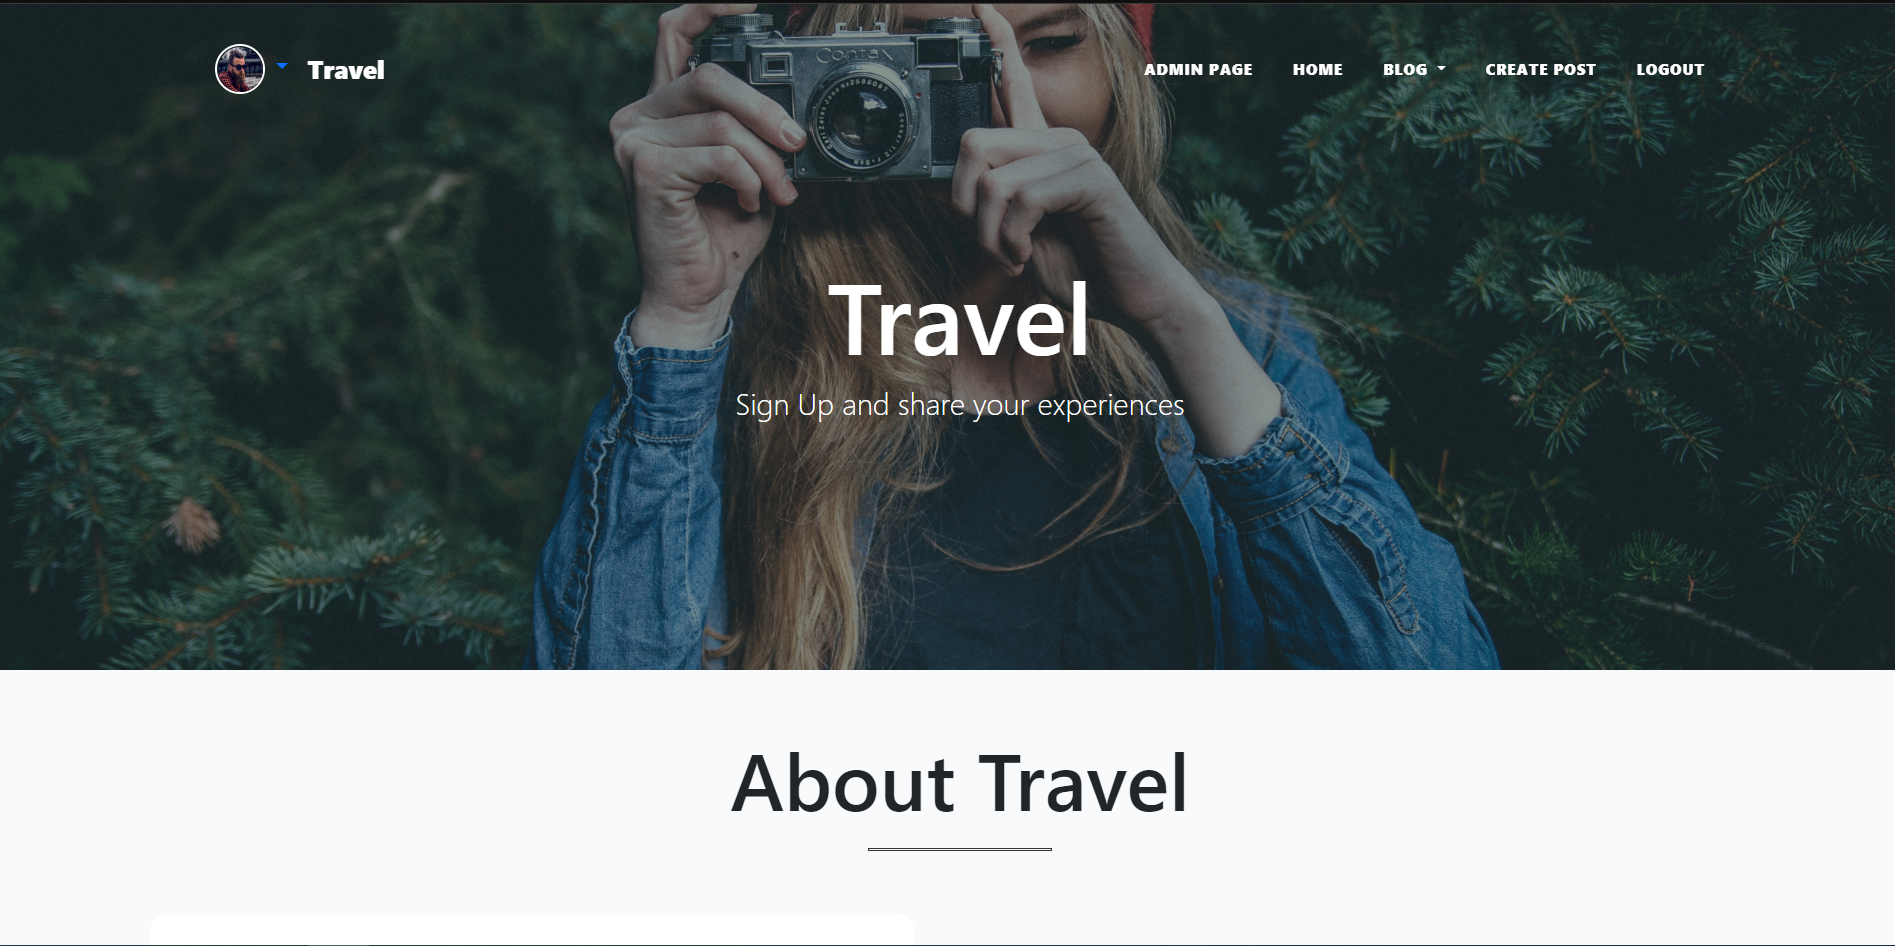 Travel
ADMIN PAGE
HOME
BLOG
CREATE POST
LOGOUT
Contax
Travel
Sign Up and share your experiences
About Travel